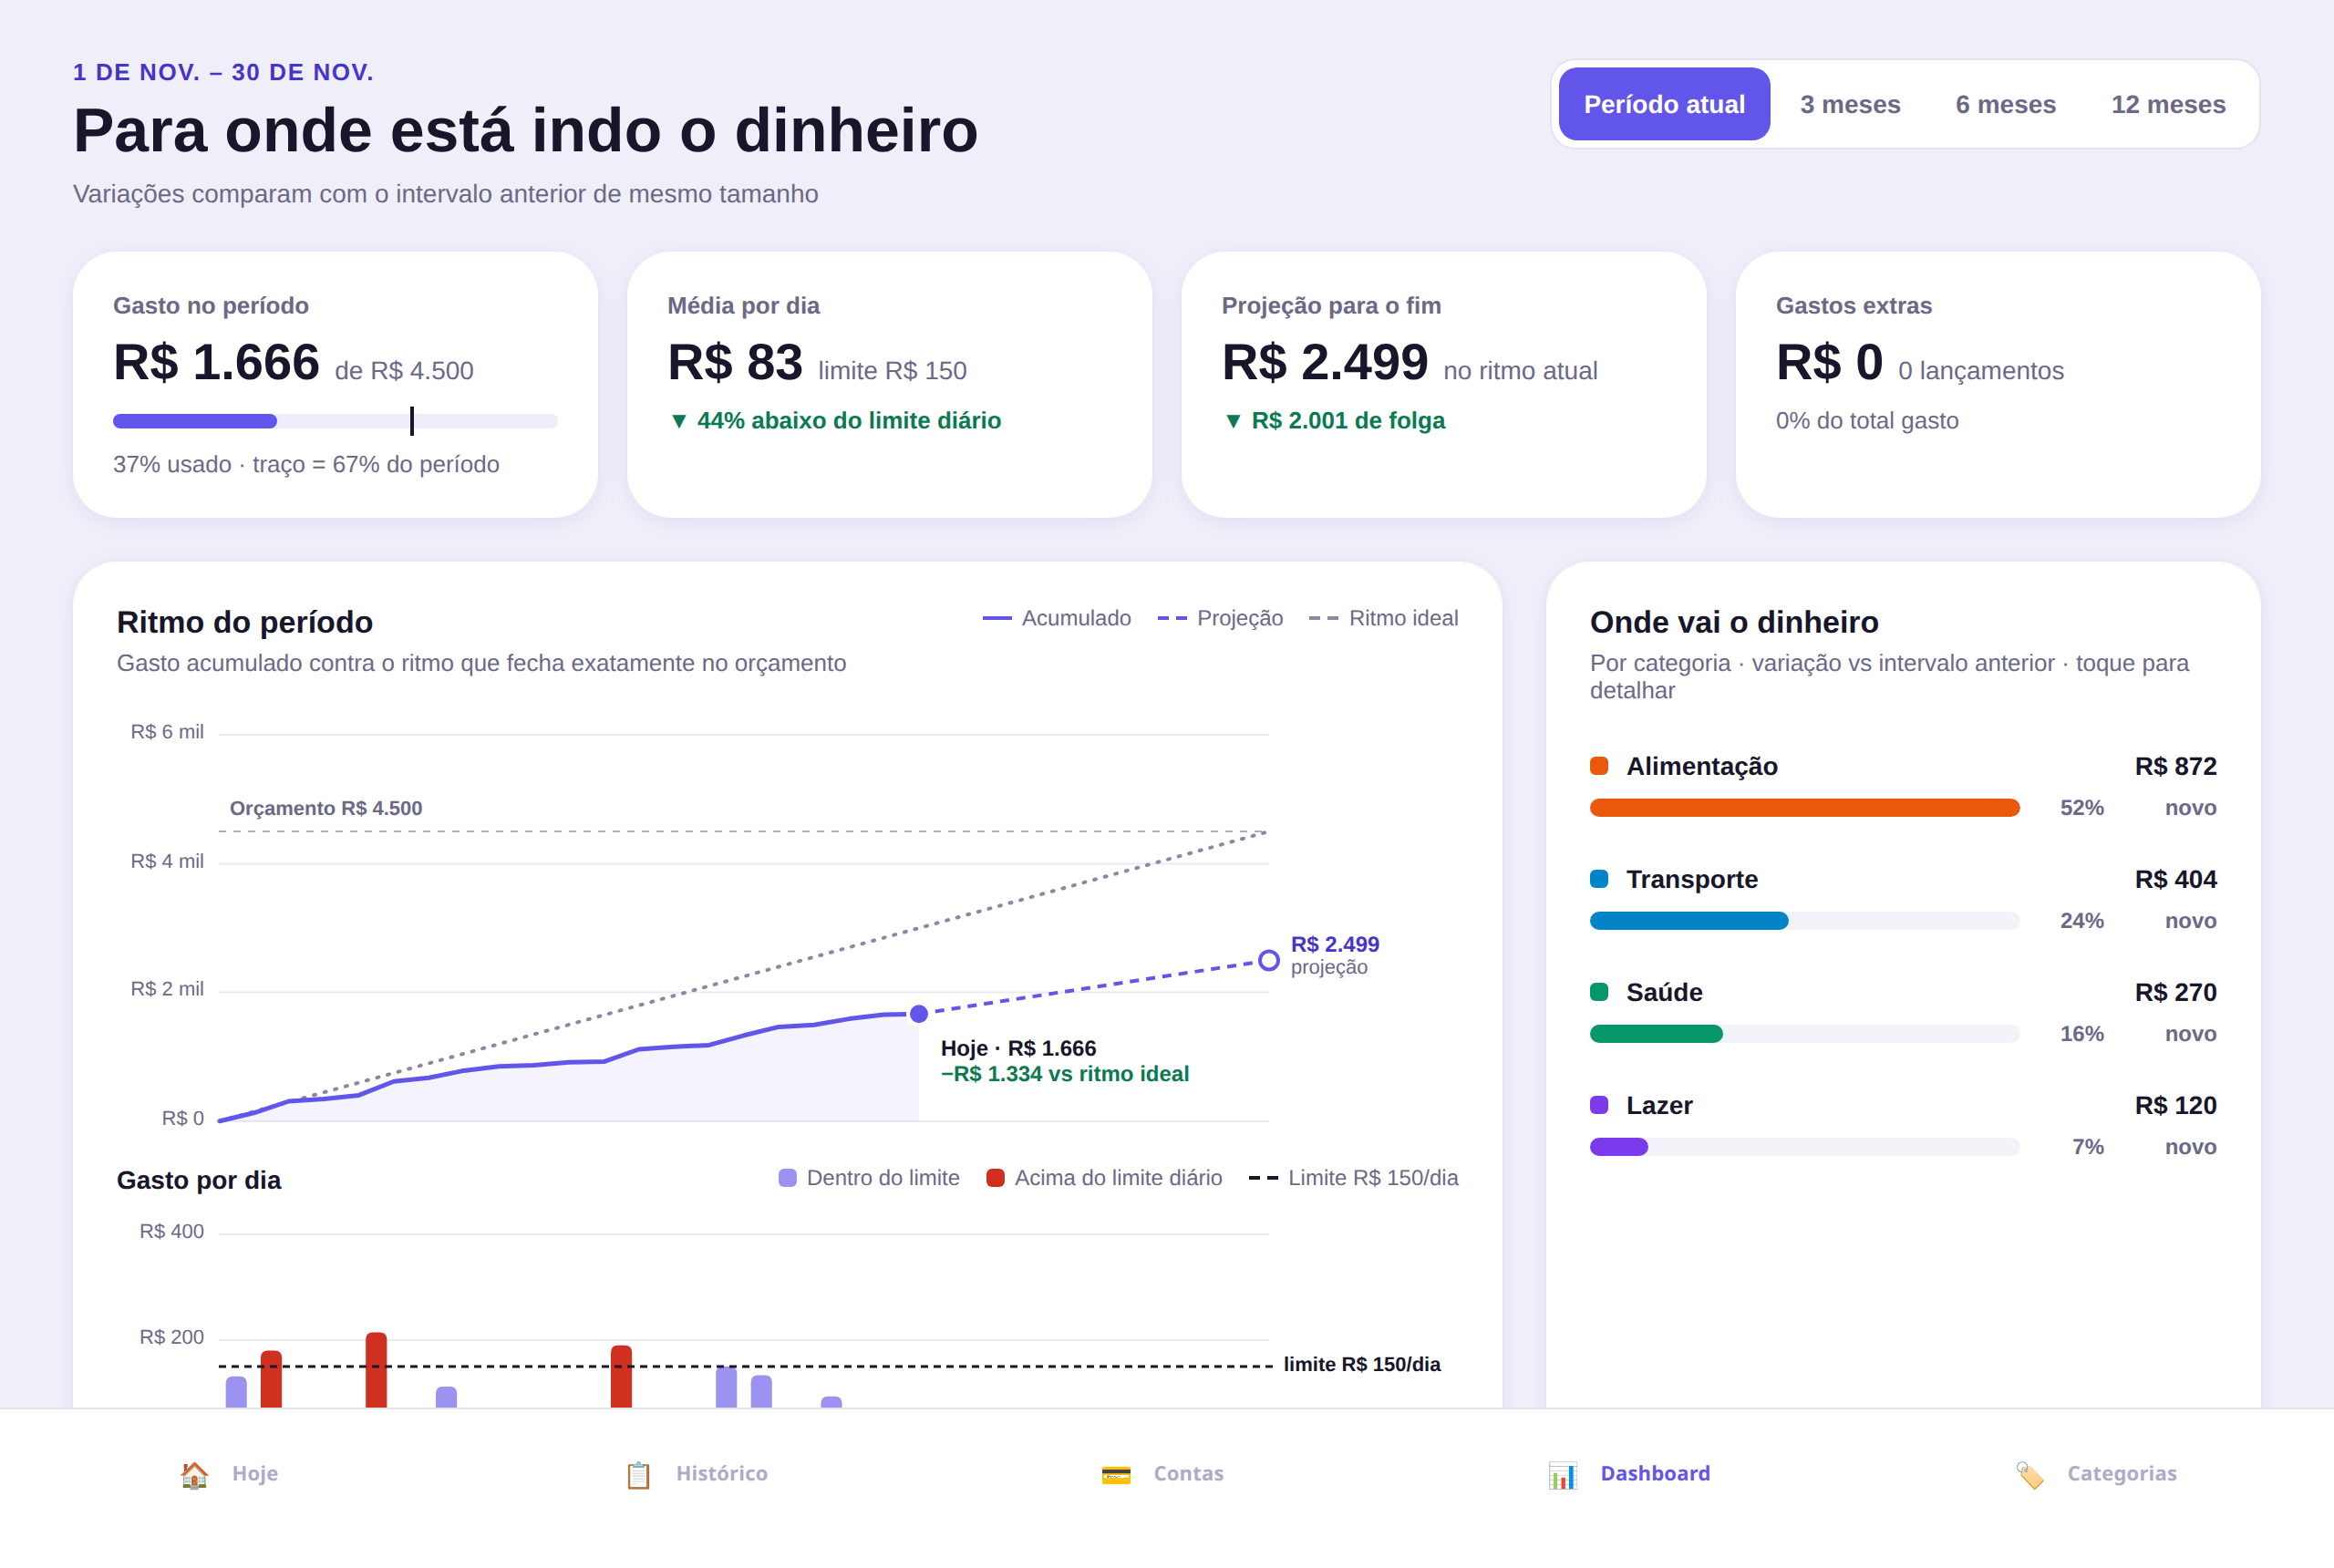 1 DE NOV. – 30 DE NOV.
Para onde está indo o dinheiro
Variações comparam com o intervalo anterior de mesmo tamanho
Período atual
3 meses
6 meses
12 meses
Gasto no período
R$ 1.666 de R$ 4.500
37% usado · traço = 67% do período
Média por dia
R$ 83 limite R$ 150
▼ 44% abaixo do limite diário
Projeção para o fim
R$ 2.499 no ritmo atual
▼ R$ 2.001 de folga
Gastos extras
R$ 0 0 lançamentos
0% do total gasto
Ritmo do período
Acumulado
Projeção
Ritmo ideal
Gasto acumulado contra o ritmo que fecha exatamente no orçamento
R$ 6 mil
Orçamento R$ 4.500
R$ 4 mil
R$ 2.499
projeção
R$ 2 mil
Hoje · R$ 1.666
−R$ 1.334 vs ritmo ideal
R$ 0
Gasto por dia
Dentro do limite
Acima do limite diário
Limite R$ 150/dia
R$ 400
R$ 200
limite R$ 150/dia
Onde vai o dinheiro
Por categoria · variação vs intervalo anterior · toque para
detalhar
Alimentação R$ 872
52% novo
Transporte R$ 404
24% novo
Saúde R$ 270
16% novo
Lazer R$ 120
7% novo
Hoje
Histórico
Contas
Dashboard
Categorias